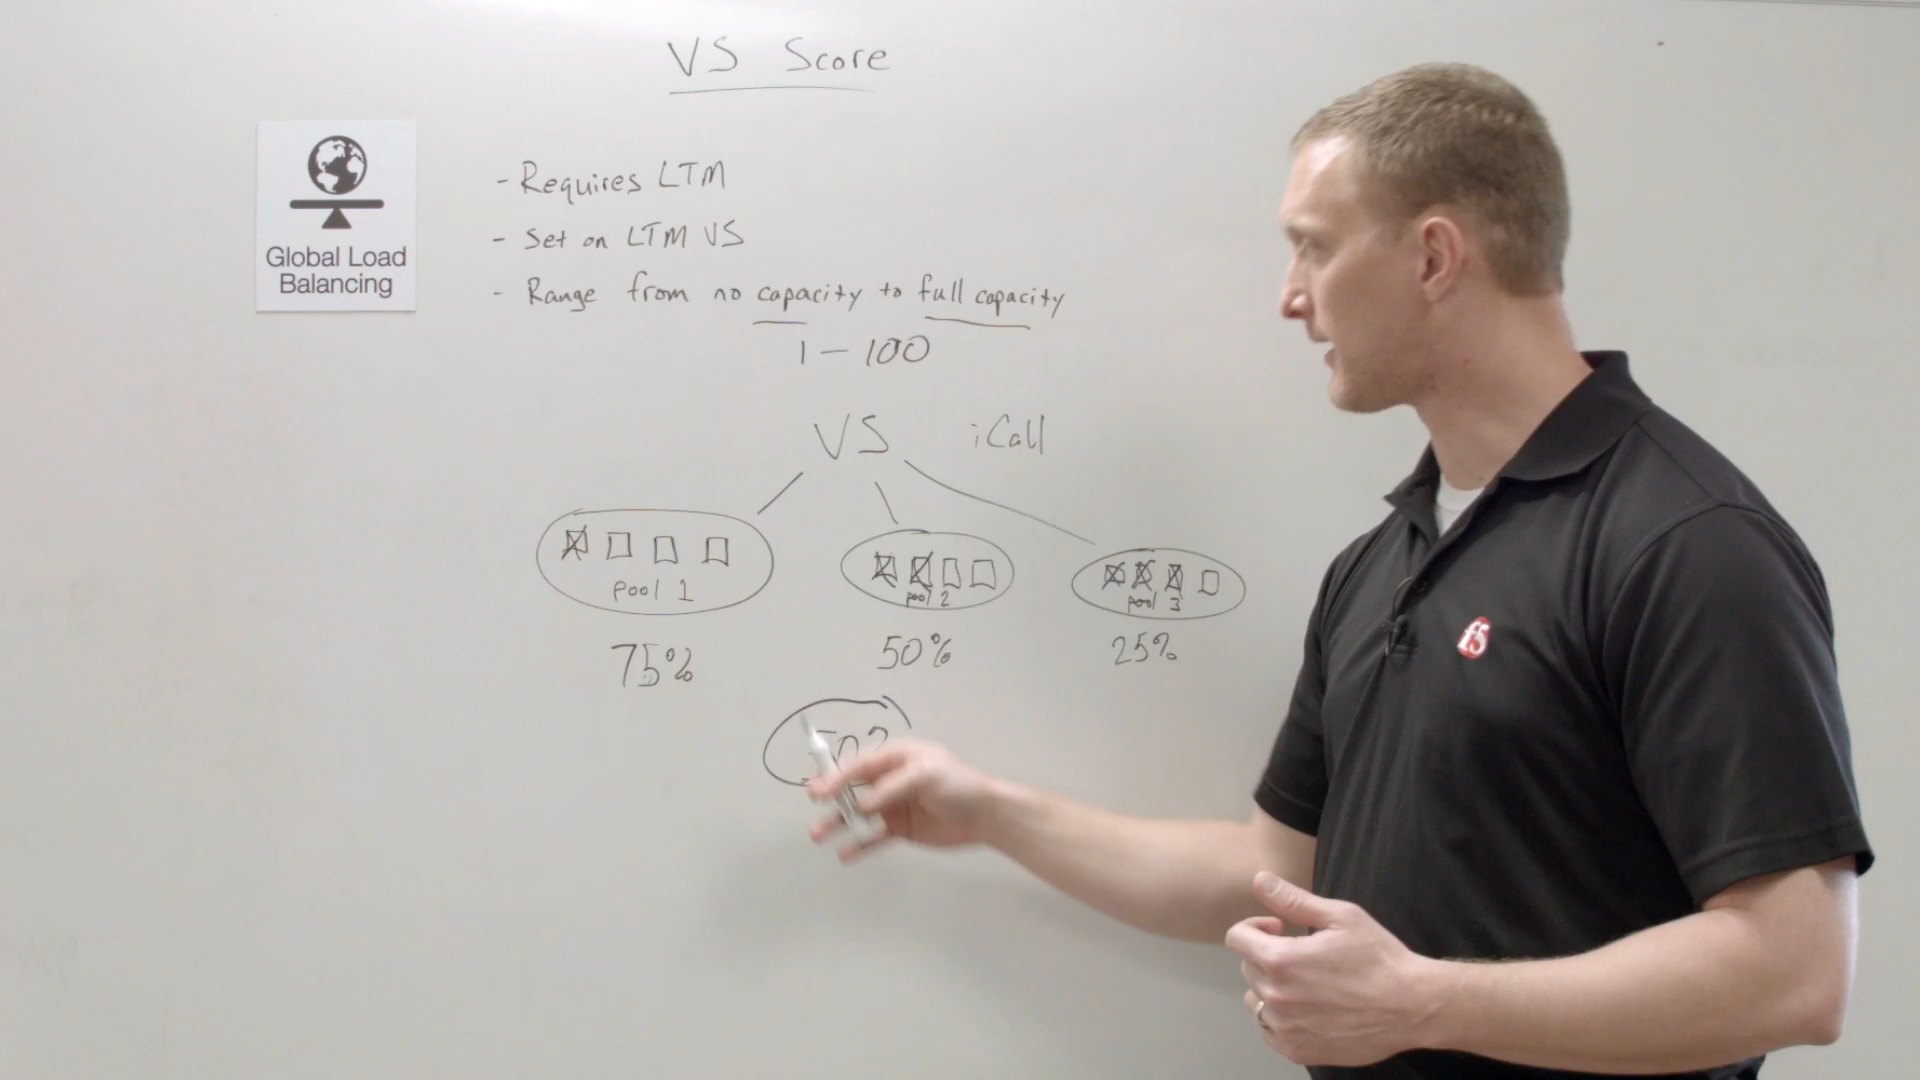 VS Score
Global Load
Balancing
- Requires LTM
- Set on LTM VS
- Range from no capacity to full capacity
1 - 100
VS iCall
pool 1
pool 2
pool 3
75%
50%
25%
f5